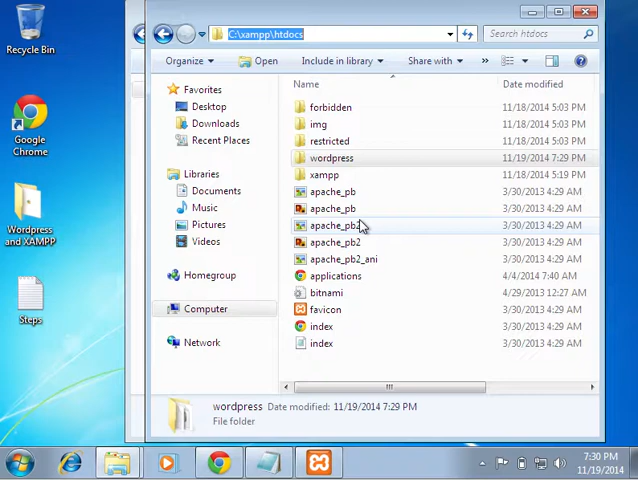 Recycle Bin
Google
Chrome
Wordpress
and XAMPP
Steps
C:\xampp\htdocs
Search htdocs
Organize
Open
Include in library
Share with
»
?
Name
Date modified
Favorites
Desktop
Downloads
Recent Places
Libraries
Documents
Music
Pictures
Videos
Homegroup
Computer
Network
forbidden 11/18/2014 5:03 PM
img 11/18/2014 5:03 PM
restricted 11/18/2014 5:03 PM
wordpress 11/19/2014 7:29 PM
xampp 11/18/2014 5:19 PM
apache_pb 3/30/2013 4:29 AM
apache_pb 3/30/2013 4:29 AM
apache_pb2 3/30/2013 4:29 AM
apache_pb2 3/30/2013 4:29 AM
apache_pb2_ani 3/30/2013 4:29 AM
applications 4/4/2014 7:40 AM
bitnami 4/29/2013 12:27 AM
favicon 3/30/2013 4:29 AM
index 3/30/2013 4:29 AM
index 3/30/2013 4:29 AM
wordpress Date modified: 11/19/2014 7:29 PM
File folder
7:30 PM
11/19/2014